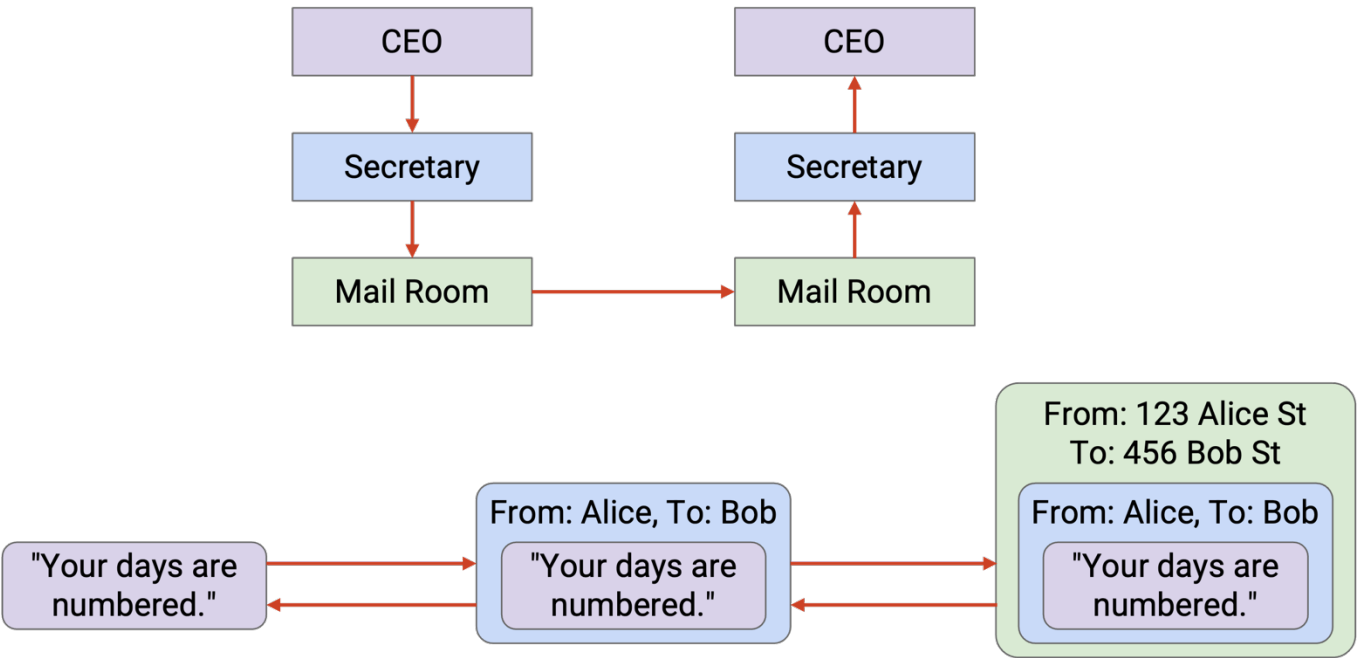 CEO
CEO
Secretary
Secretary
Mail Room
Mail Room
From: 123 Alice St
To: 456 Bob St
From: Alice, To: Bob
From: Alice, To: Bob
"Your days are
numbered."
"Your days are
numbered."
"Your days are
numbered."